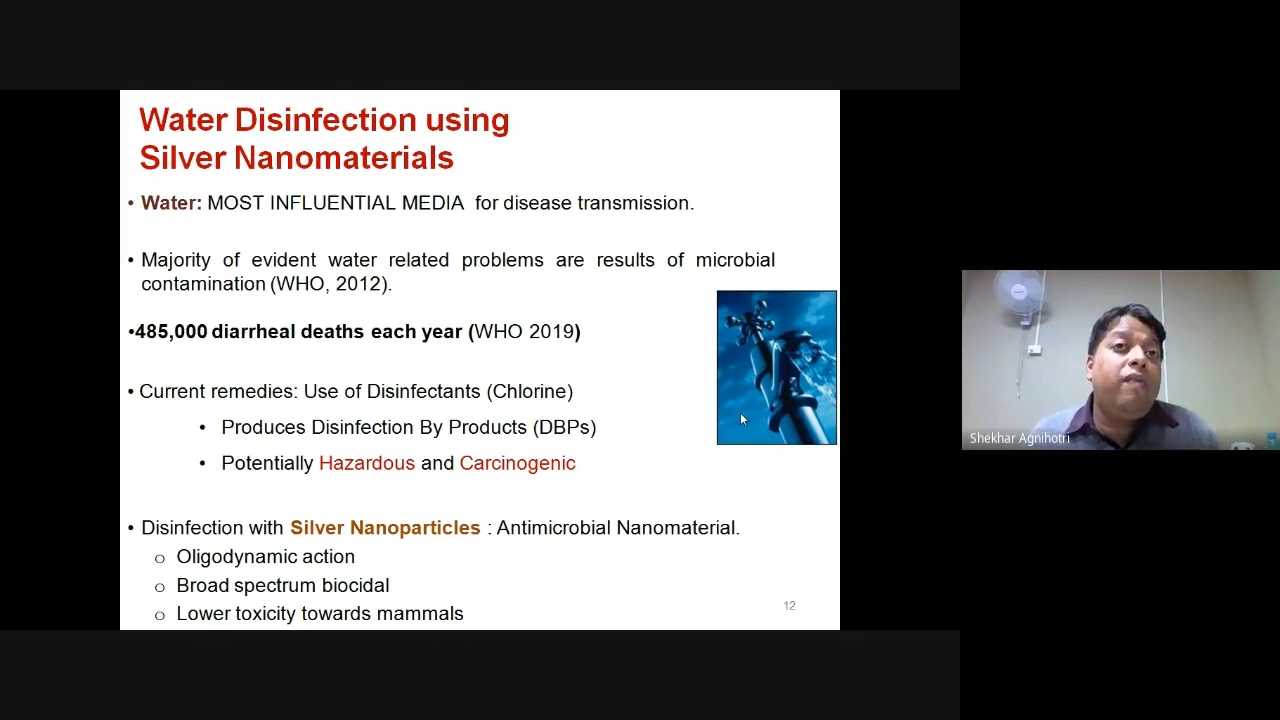 Water Disinfection using
Silver Nanomaterials
• Water: MOST INFLUENTIAL MEDIA for disease transmission.
• Majority of evident water related problems are results of microbial
contamination (WHO, 2012).
•485,000 diarrheal deaths each year (WHO 2019)
• Current remedies: Use of Disinfectants (Chlorine)
• Produces Disinfection By Products (DBPs)
• Potentially Hazardous and Carcinogenic
• Disinfection with Silver Nanoparticles : Antimicrobial Nanomaterial.
o Oligodynamic action
o Broad spectrum biocidal
o Lower toxicity towards mammals
12
Shekhar Agnihotri